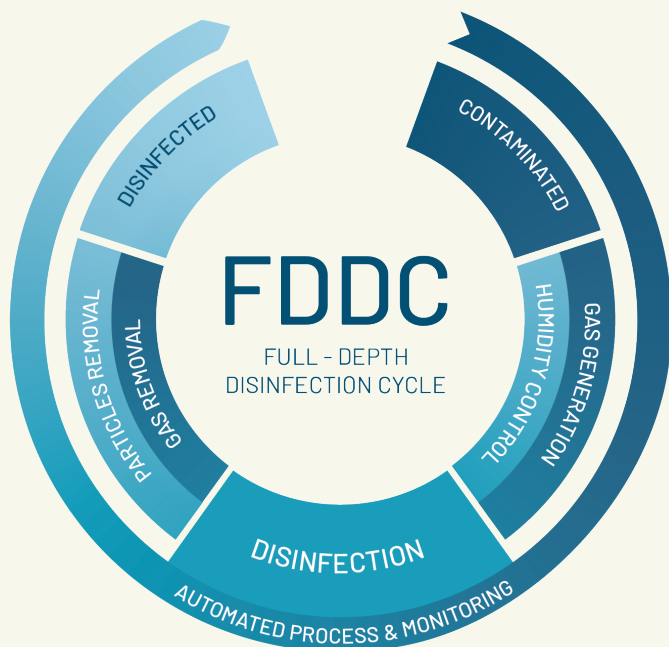 FDDC
FULL - DEPTH
DISINFECTION CYCLE
CONTAMINATED
GAS GENERATION
HUMIDITY CONTROL
DISINFECTION
GAS REMOVAL
PARTICLES REMOVAL
DISINFECTED
AUTOMATED PROCESS & MONITORING